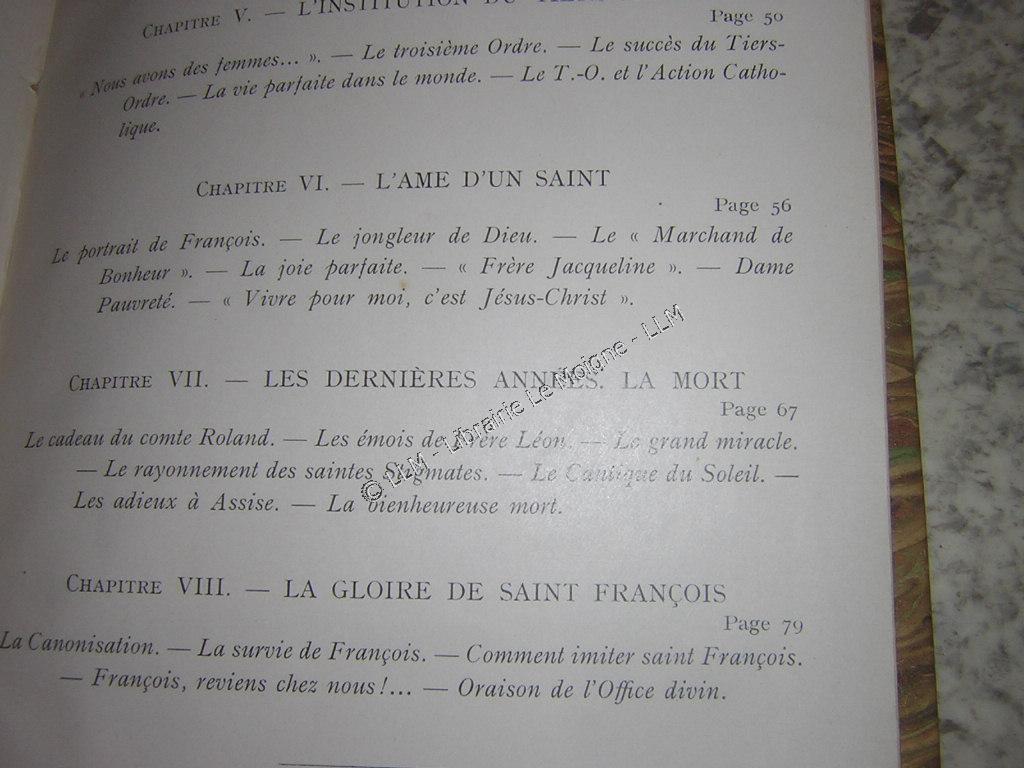 CHAPITRE V. — L'INSTITUTION DU
Page 50
« Nous avons des femmes... ». — Le troisième Ordre. — Le succès du Tiers-
Ordre. — La vie parfaite dans le monde. — Le T.-O. et l'Action Catho-
lique.
CHAPITRE VI. — L'AME D'UN SAINT
Page 56
Le portrait de François. — Le jongleur de Dieu. — Le « Marchand de
Bonheur ». — La joie parfaite. — « Frère Jacqueline ». — Dame
Pauvreté. — « Vivre pour moi, c'est Jésus-Christ ».
CHAPITRE VII. — LES DERNIÈRES ANNÉES. LA MORT
Page 67
Le cadeau du comte Roland. — Les émois de Frère Léon. — Le grand miracle.
— Le rayonnement des saintes Stigmates. — Le Cantique du Soleil. —
Les adieux à Assise. — La bienheureuse mort.
© LLM - Librairie Le Moigne - LLM
CHAPITRE VIII. — LA GLOIRE DE SAINT FRANÇOIS
Page 79
La Canonisation. — La survie de François. — Comment imiter saint François.
— François, reviens chez nous !... — Oraison de l'Office divin.